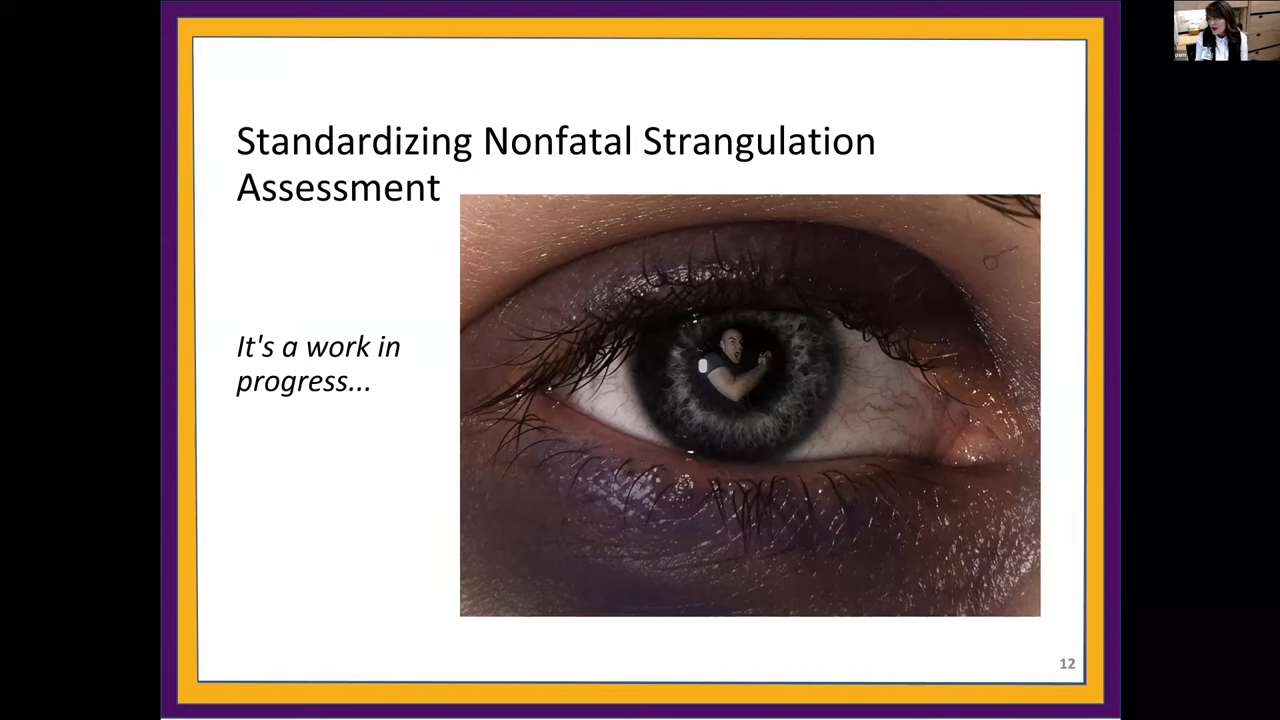 Standardizing Nonfatal Strangulation
Assessment
It's a work in
progress...
12